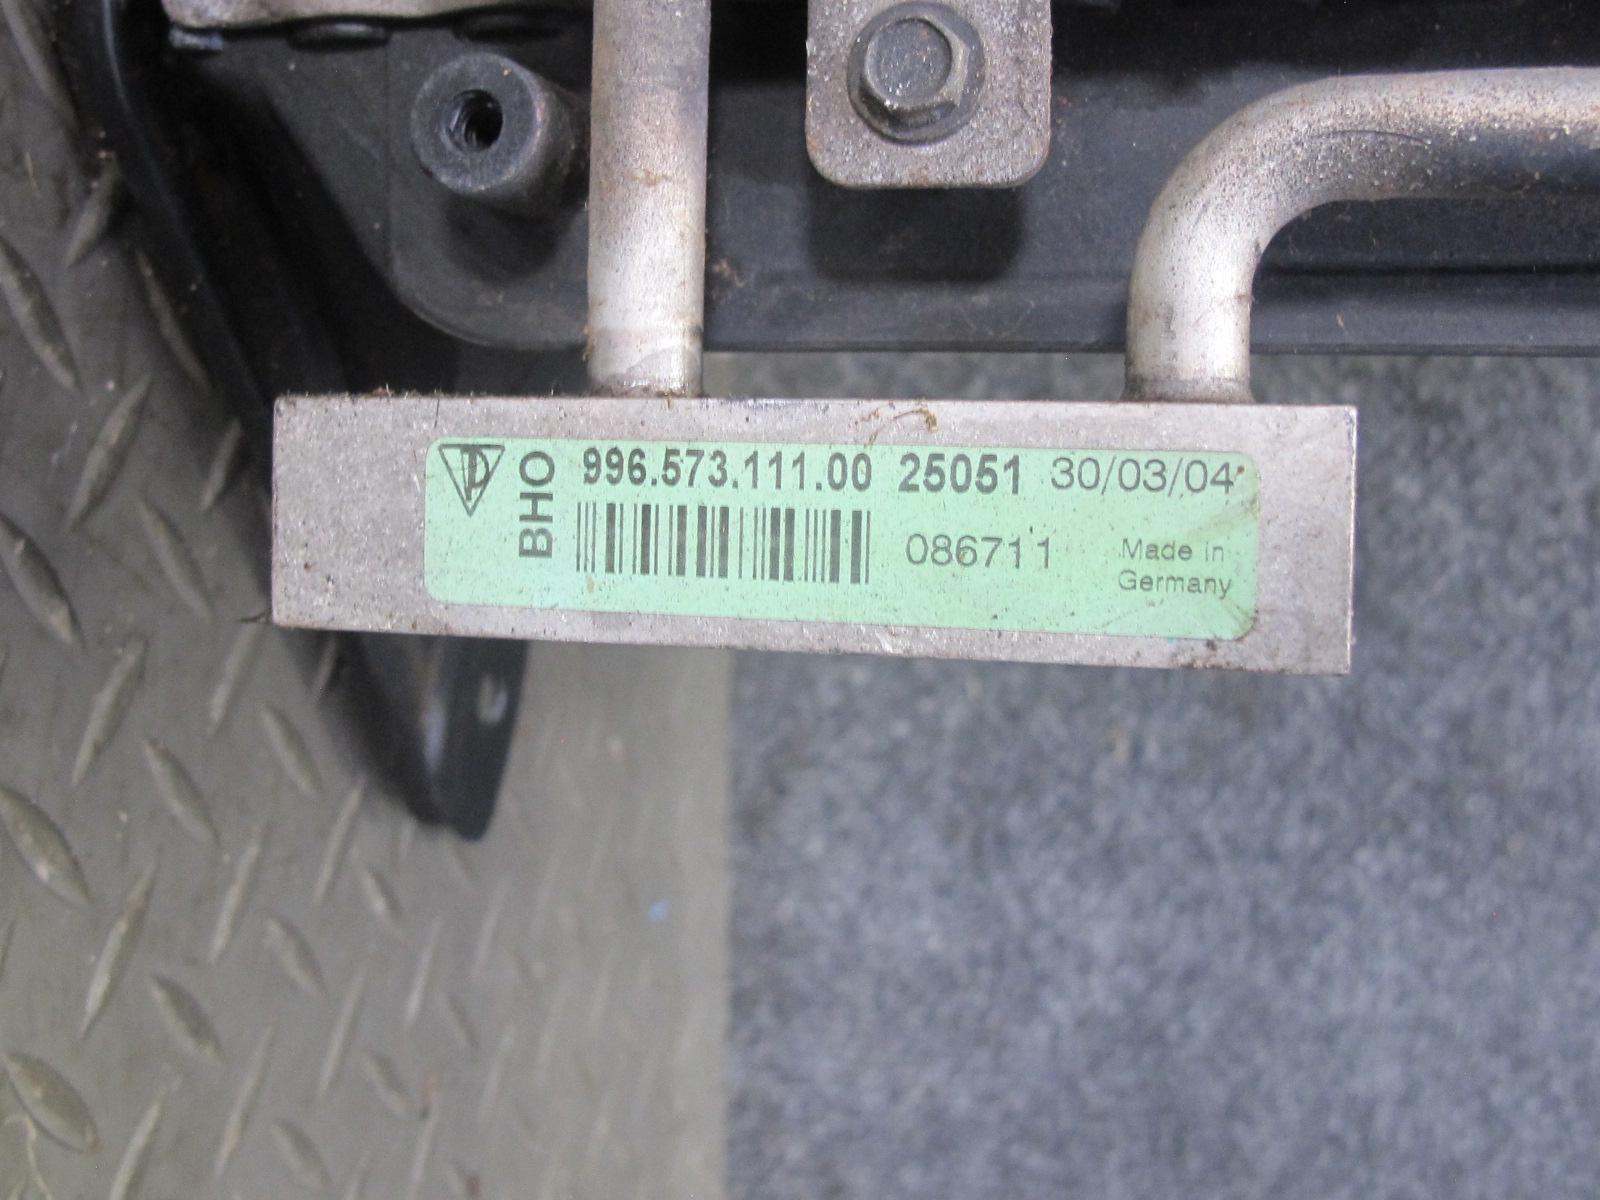 BHO
996.573.111.00 25051 30/03/04
086711
Made in
Germany